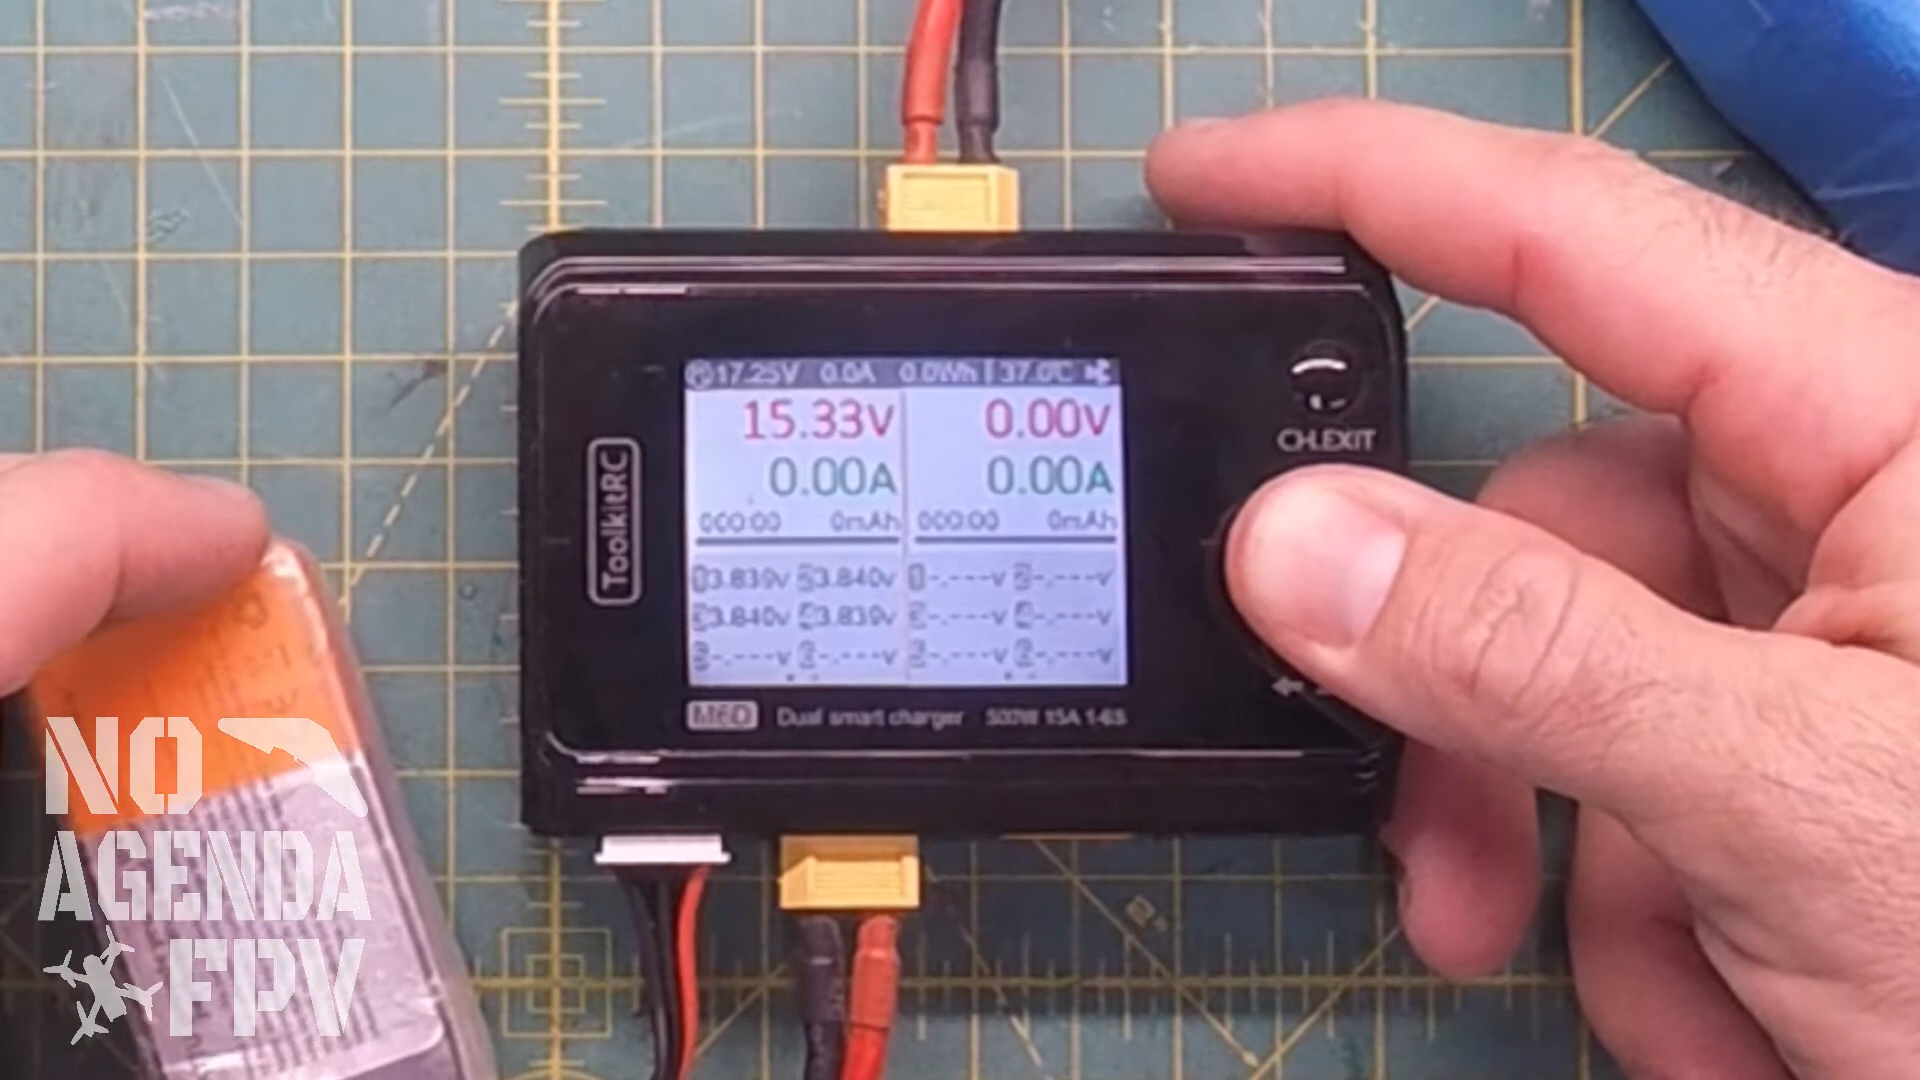 17.25V 0.0A 0.0Wh 37.0℃
15.33V 0.00V
0.00A 0.00A
000:00 0mAh 000:00 0mAh
3.839v 3.840v -.---v -.---v
3.840v 3.839v -.---v -.---v
-.---v -.---v -.---v -.---v
ToolkitRC
CH.EXIT
M6D Dual smart charger 500W 15A 1-6S
NO
AGENDA
FPV